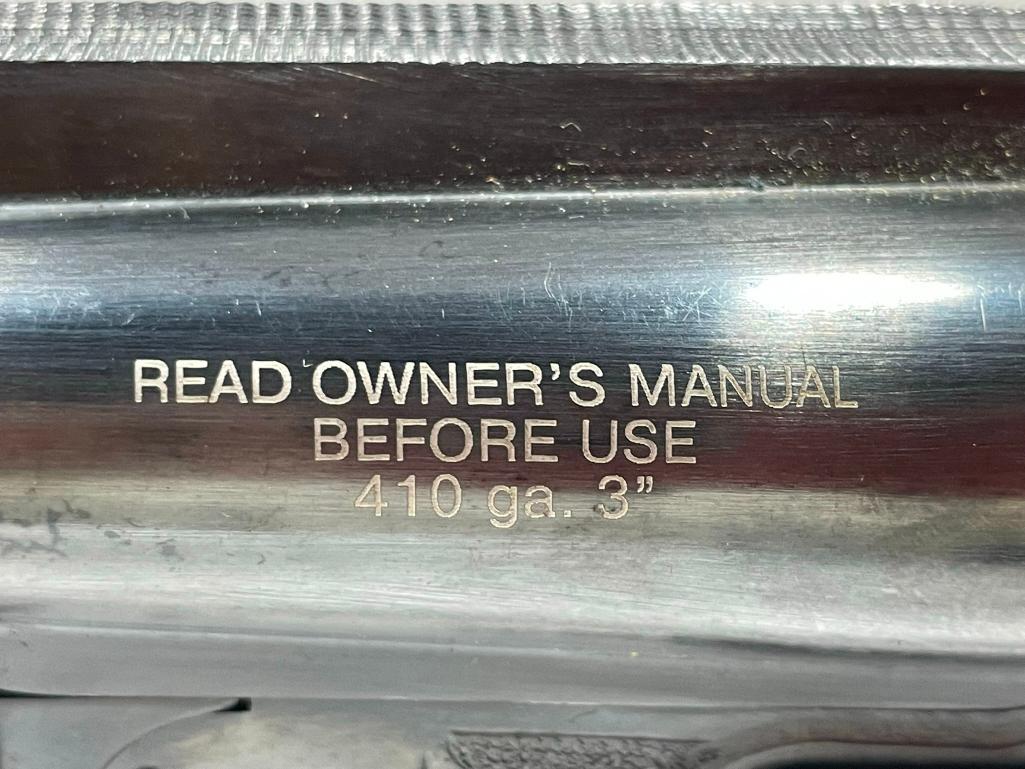 READ OWNER'S MANUAL
BEFORE USE
410 ga. 3”